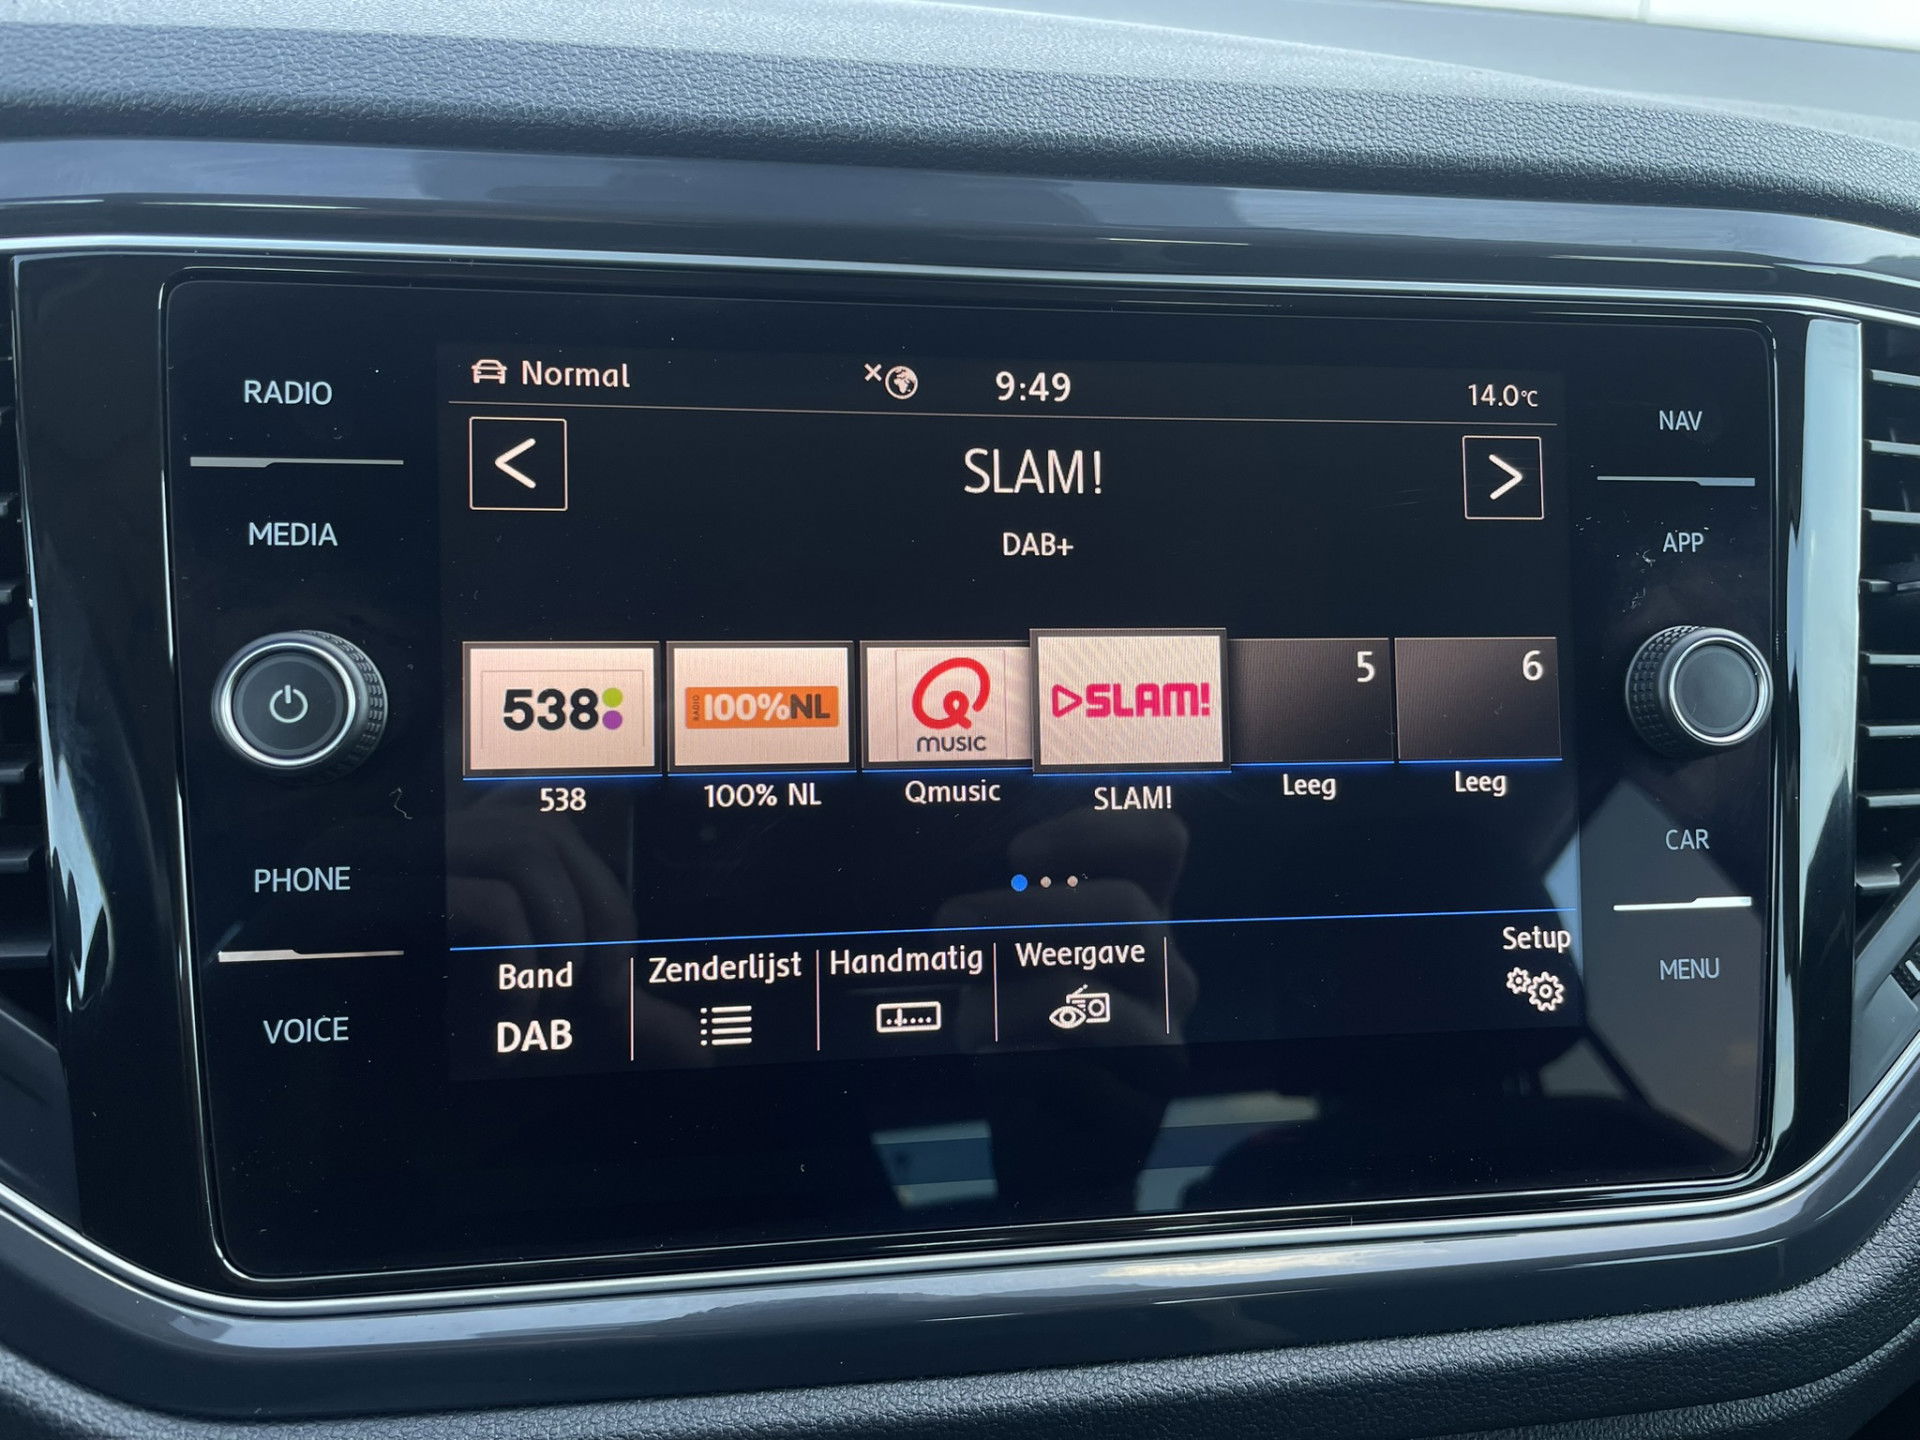 RADIO
MEDIA
PHONE
VOICE
Normal
9:49
14.0°C
SLAM!
DAB+
538
RADIO 100%NL
Q MUSIC
SLAM!
5
6
538
100% NL
Qmusic
SLAM!
Leeg
Leeg
Band
DAB
Zenderlijst
Handmatig
Weergave
Setup
NAV
APP
CAR
MENU